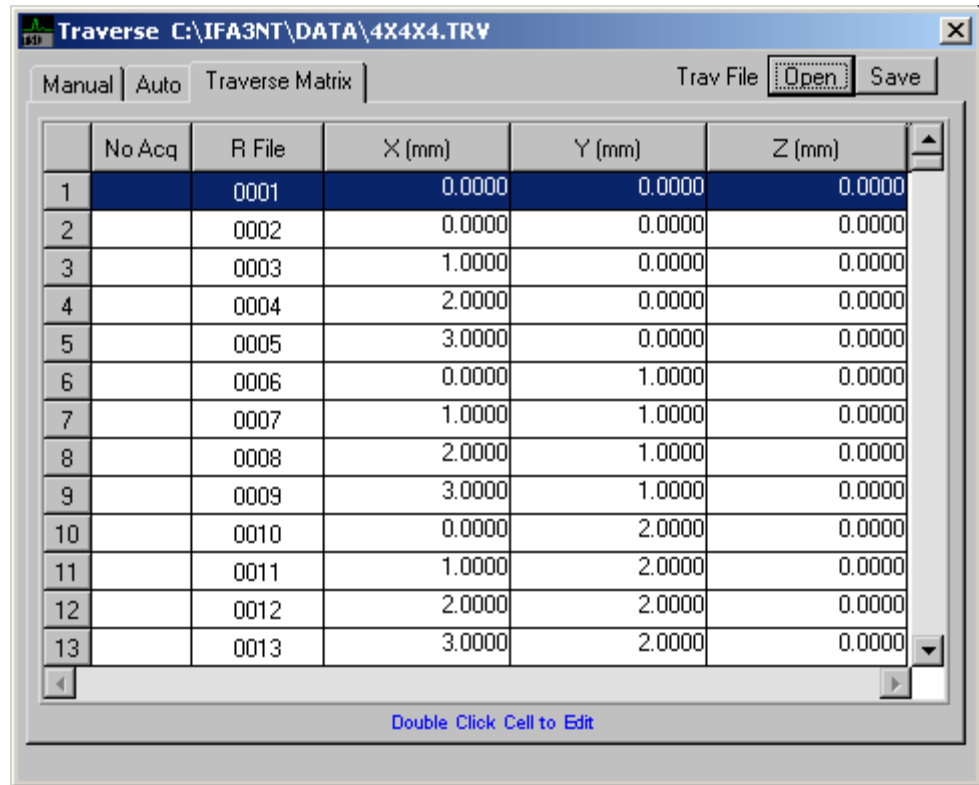 Traverse C:\IFA3NT\DATA\4X4X4.TRV
Manual Auto Traverse Matrix Trav File Open Save
No Acq R File X (mm) Y (mm) Z (mm)
1 0001 0.0000 0.0000 0.0000
2 0002 0.0000 0.0000 0.0000
3 0003 1.0000 0.0000 0.0000
4 0004 2.0000 0.0000 0.0000
5 0005 3.0000 0.0000 0.0000
6 0006 0.0000 1.0000 0.0000
7 0007 1.0000 1.0000 0.0000
8 0008 2.0000 1.0000 0.0000
9 0009 3.0000 1.0000 0.0000
10 0010 0.0000 2.0000 0.0000
11 0011 1.0000 2.0000 0.0000
12 0012 2.0000 2.0000 0.0000
13 0013 3.0000 2.0000 0.0000
Double Click Cell to Edit